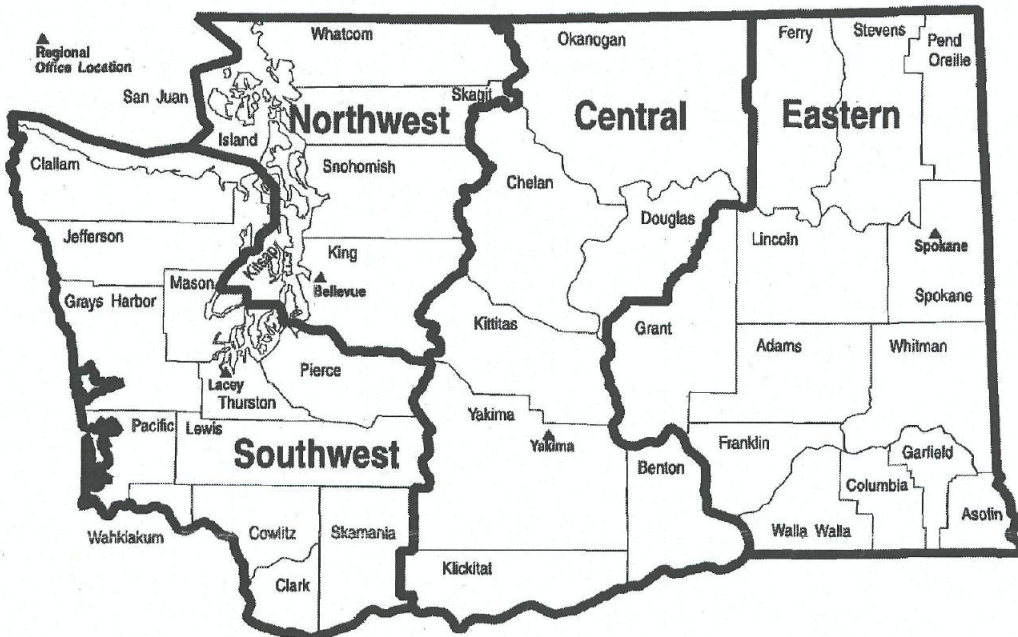 Whatcom
Okanogan
Ferry
Stevens
Pend
Oreille
Regional
Office Location
San Juan
Skagit
Northwest
Central
Eastern
Island
Clallam
Snohomish
Chelan
Douglas
Jefferson
King
Lincoln
Spokane
Kitsap
Mason
Bellevue
Grays Harbor
Spokane
Kittitas
Grant
Adams
Whitman
Pierce
Lacey
Thurston
Pacific
Lewis
Yakima
Yakima
Franklin
Garfield
Southwest
Benton
Columbia
Asotin
Wahkiakum
Cowlitz
Skamania
Walla Walla
Klickitat
Clark